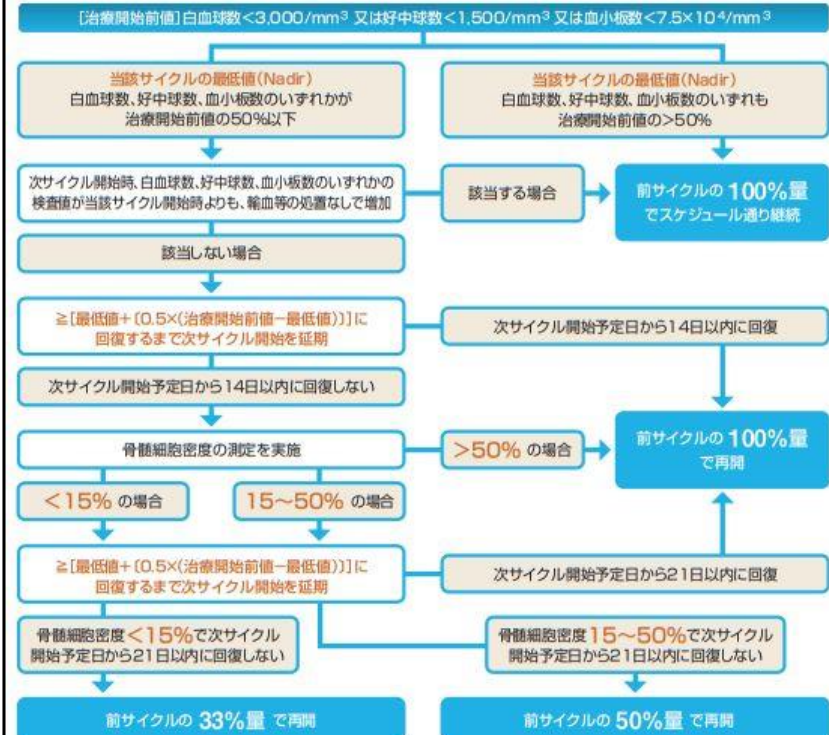 [治療開始前値]白血球数<3,000/mm³ 又は好中球数<1,500/mm³ 又は血小板数<7.5×10⁴/mm³
当該サイクルの最低値(Nadir)
白血球数、好中球数、血小板数のいずれかが
治療開始前値の50%以下
当該サイクルの最低値(Nadir)
白血球数、好中球数、血小板数のいずれも
治療開始前値の>50%
次サイクル開始時、白血球数、好中球数、血小板数のいずれかの
検査値が当該サイクル開始時よりも、輸血等の処置なしで増加
該当する場合
前サイクルの 100%量
でスケジュール通り継続
該当しない場合
≧[最低値+(0.5×(治療開始前値−最低値))]に
回復するまで次サイクル開始を延期
次サイクル開始予定日から14日以内に回復
次サイクル開始予定日から14日以内に回復しない
骨髄細胞密度の測定を実施
>50% の場合
前サイクルの 100%量
で再開
<15% の場合
15〜50% の場合
≧[最低値+(0.5×(治療開始前値−最低値))]に
回復するまで次サイクル開始を延期
次サイクル開始予定日から21日以内に回復
骨髄細胞密度<15%で次サイクル
開始予定日から21日以内に回復しない
骨髄細胞密度15〜50%で次サイクル
開始予定日から21日以内に回復しない
前サイクルの 33%量 で再開
前サイクルの 50%量 で再開